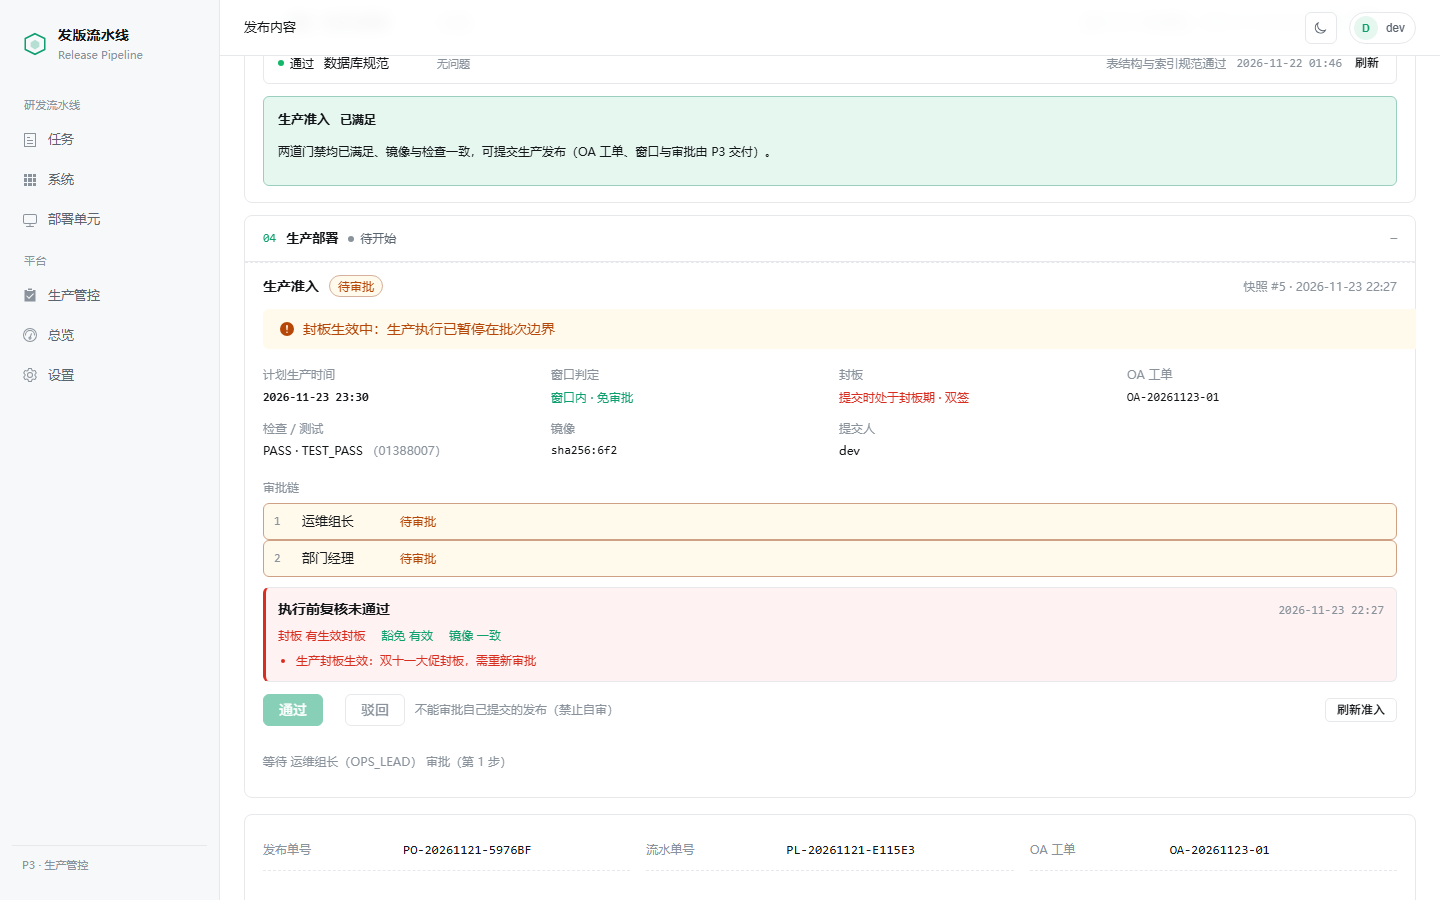 发版流水线
Release Pipeline
研发流水线
任务
系统
部署单元
平台
生产管控
总览
设置
P3 · 生产管控
发布内容
D dev
通过 数据库规范 无问题 表结构与索引规范通过 2026-11-22 01:46 刷新
生产准入 已满足
两道门禁均已满足、镜像与检查一致，可提交生产发布（OA 工单、窗口与审批由 P3 交付）。
04 生产部署 待开始 –
生产准入 待审批 快照 #5 · 2026-11-23 22:27
封板生效中：生产执行已暂停在批次边界
计划生产时间 窗口判定 封板 OA 工单
2026-11-23 23:30 窗口内 · 免审批 提交时处于封板期 · 双签 OA-20261123-01
检查 / 测试 镜像 提交人
PASS · TEST_PASS （01388007） sha256:6f2 dev
审批链
1 运维组长 待审批
2 部门经理 待审批
执行前复核未通过 2026-11-23 22:27
封板 有生效封板 豁免 有效 镜像 一致
• 生产封板生效：双十一大促封板，需重新审批
通过 驳回 不能审批自己提交的发布（禁止自审） 刷新准入
等待 运维组长（OPS_LEAD） 审批（第 1 步）
发布单号 PO-20261121-5976BF 流水单号 PL-20261121-E115E3 OA 工单 OA-20261123-01